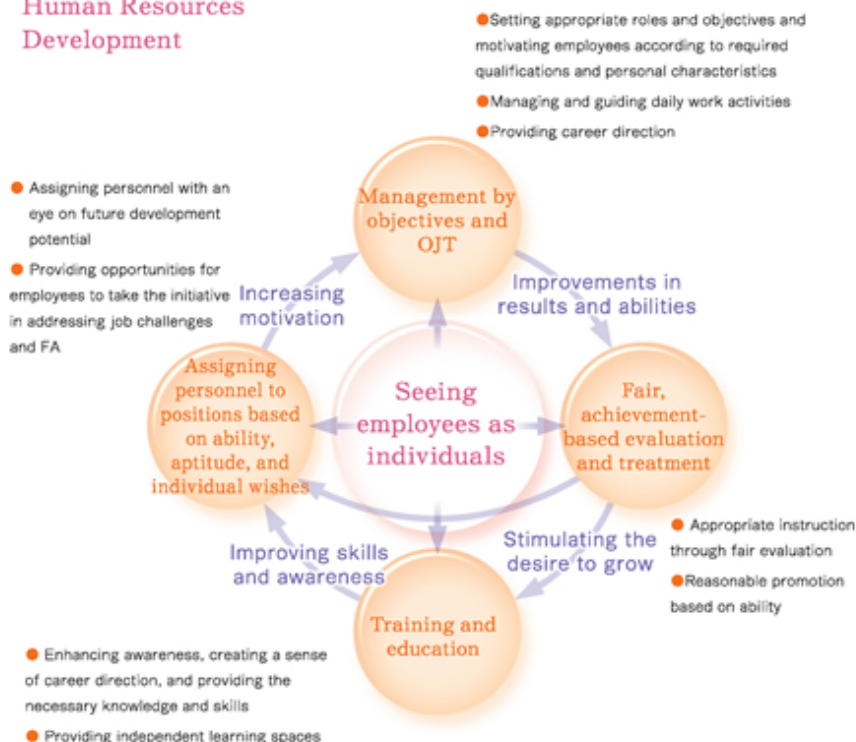 Human Resources
Development
●Setting appropriate roles and objectives and
motivating employees according to required
qualifications and personal characteristics
●Managing and guiding daily work activities
●Providing career direction
Management by
objectives and
OJT
● Assigning personnel with an
eye on future development
potential
● Providing opportunities for
employees to take the initiative
in addressing job challenges
and FA
Increasing
motivation
Improvements in
results and abilities
Assigning
personnel to
positions based
on ability,
aptitude, and
individual wishes
Seeing
employees as
individuals
Fair,
achievement-
based evaluation
and treatment
Improving skills
and awareness
Stimulating the
desire to grow
● Appropriate instruction
through fair evaluation
●Reasonable promotion
based on ability
Training and
education
● Enhancing awareness, creating a sense
of career direction, and providing the
necessary knowledge and skills
● Providing independent learning spaces